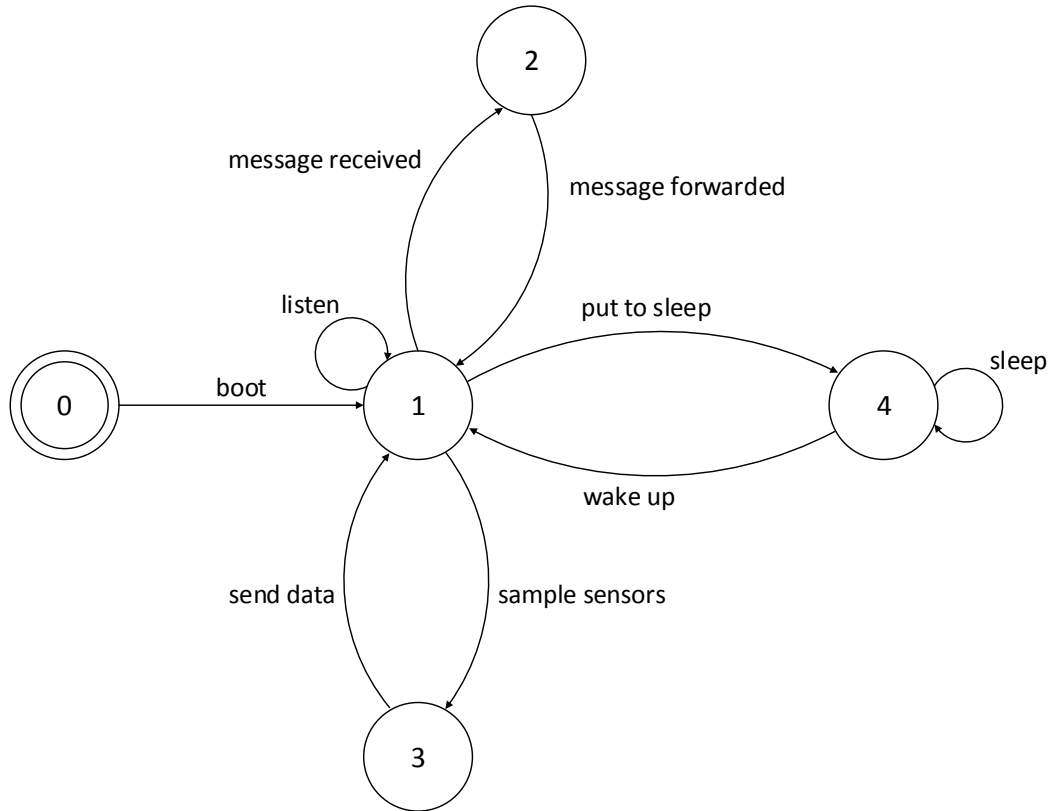 2
message received
message forwarded
listen
put to sleep
sleep
0
boot
1
4
wake up
send data
sample sensors
3